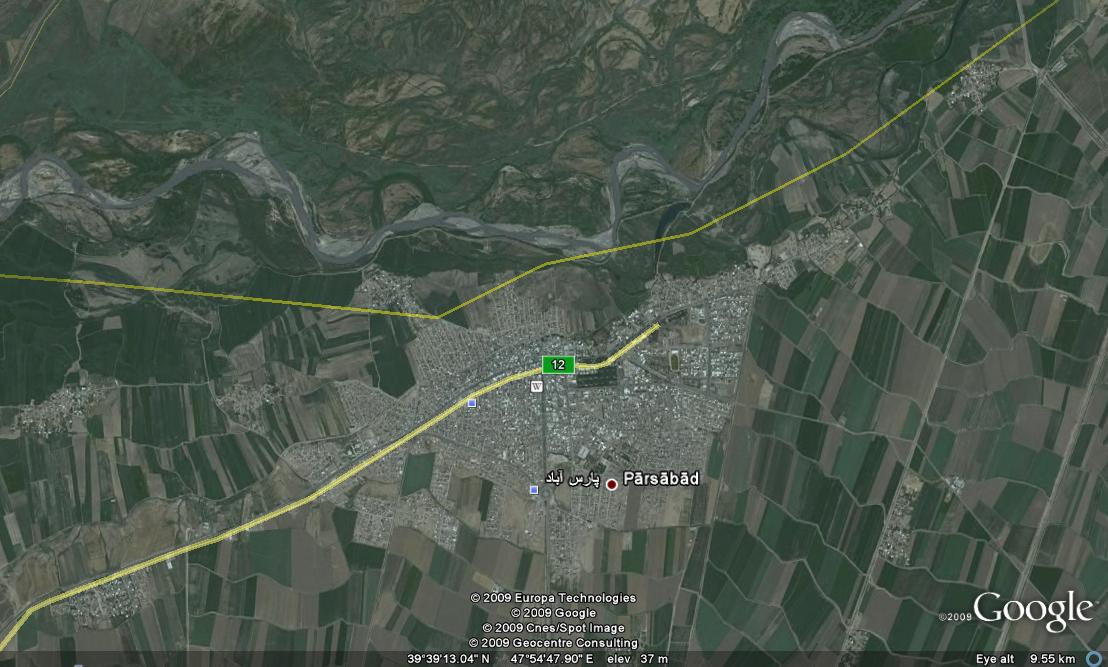 12
W
پارس آباد
Pārsābād
© 2009 Europa Technologies
© 2009 Google
© 2009 Cnes/Spot Image
© 2009 Geocentre Consulting
©2009 Google
39°39'13.04" N 47°54'47.90" E elev 37 m
Eye alt 9.55 km